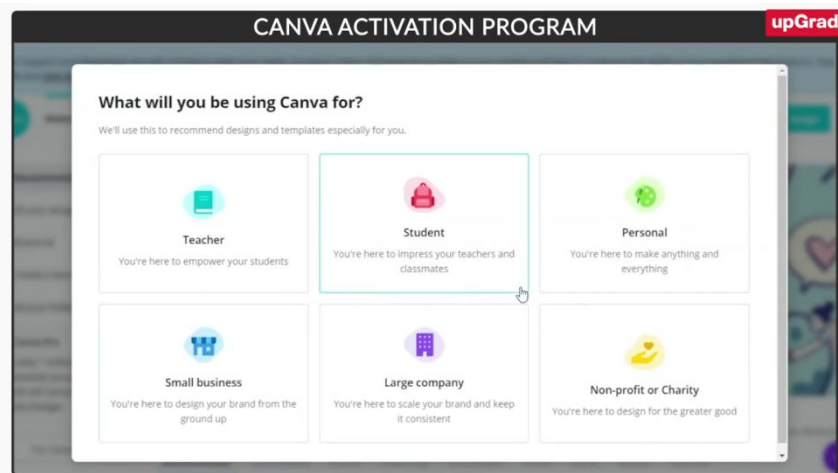 CANVA ACTIVATION PROGRAM
upGrad
What will you be using Canva for?
We'll use this to recommend designs and templates especially for you.
Teacher
You're here to empower your students
Student
You're here to impress your teachers and
classmates
Personal
You're here to make anything and
everything
Small business
You're here to design your brand from the
ground up
Large company
You're here to scale your brand and keep
it consistent
Non-profit or Charity
You're here to design for the greater good